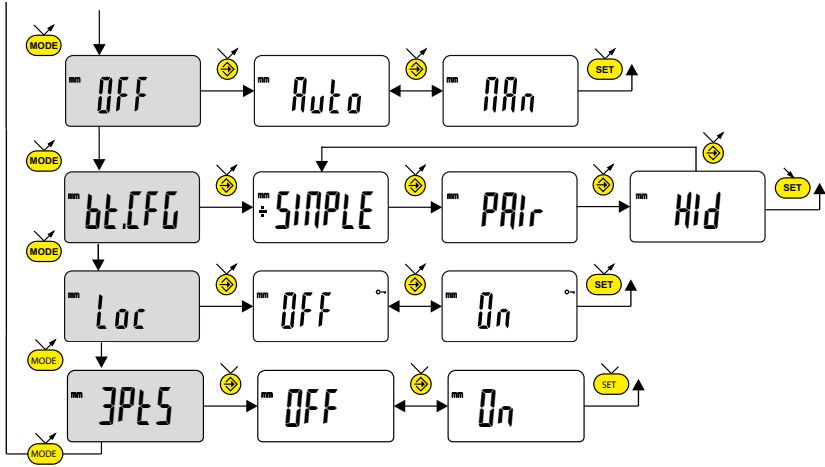 MODE
mm OFF
mm Auto
mm MAn
SET
MODE
mm bt.CFG
mm ÷ SIMPLE
mm PAIr
mm HId
SET
MODE
mm Loc
mm OFF
mm On
SET
MODE
mm 3PtS
mm OFF
mm On
SET
MODE